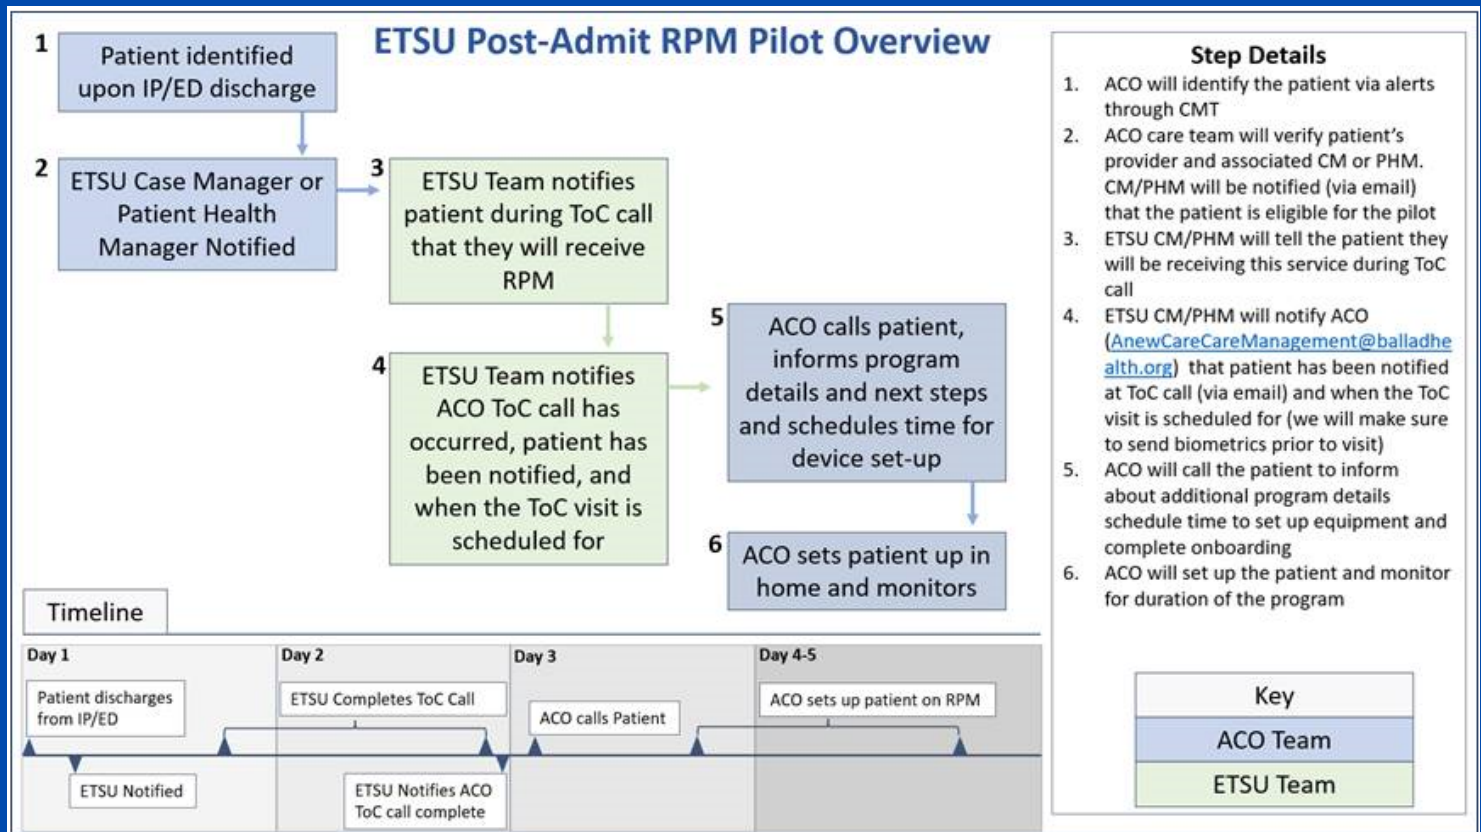 ETSU Post-Admit RPM Pilot Overview
1
Patient identified
upon IP/ED discharge
2
ETSU Case Manager or
Patient Health
Manager Notified
3
ETSU Team notifies
patient during ToC call
that they will receive
RPM
4
ETSU Team notifies
ACO ToC call has
occurred, patient has
been notified, and
when the ToC visit is
scheduled for
5
ACO calls patient,
informs program
details and next steps
and schedules time for
device set-up
6
ACO sets patient up in
home and monitors
Step Details
1. ACO will identify the patient via alerts
through CMT
2. ACO care team will verify patient's
provider and associated CM or PHM.
CM/PHM will be notified (via email)
that the patient is eligible for the pilot
3. ETSU CM/PHM will tell the patient they
will be receiving this service during ToC
call
4. ETSU CM/PHM will notify ACO
(AnewCareCareManagement@balladhe
alth.org) that patient has been notified
at ToC call (via email) and when the ToC
visit is scheduled for (we will make sure
to send biometrics prior to visit)
5. ACO will call the patient to inform
about additional program details
schedule time to set up equipment and
complete onboarding
6. ACO will set up the patient and monitor
for duration of the program
Key
ACO Team
ETSU Team
Timeline
Day 1
Patient discharges
from IP/ED
ETSU Notified
Day 2
ETSU Completes ToC Call
ETSU Notifies ACO
ToC call complete
Day 3
ACO calls Patient
Day 4-5
ACO sets up patient on RPM